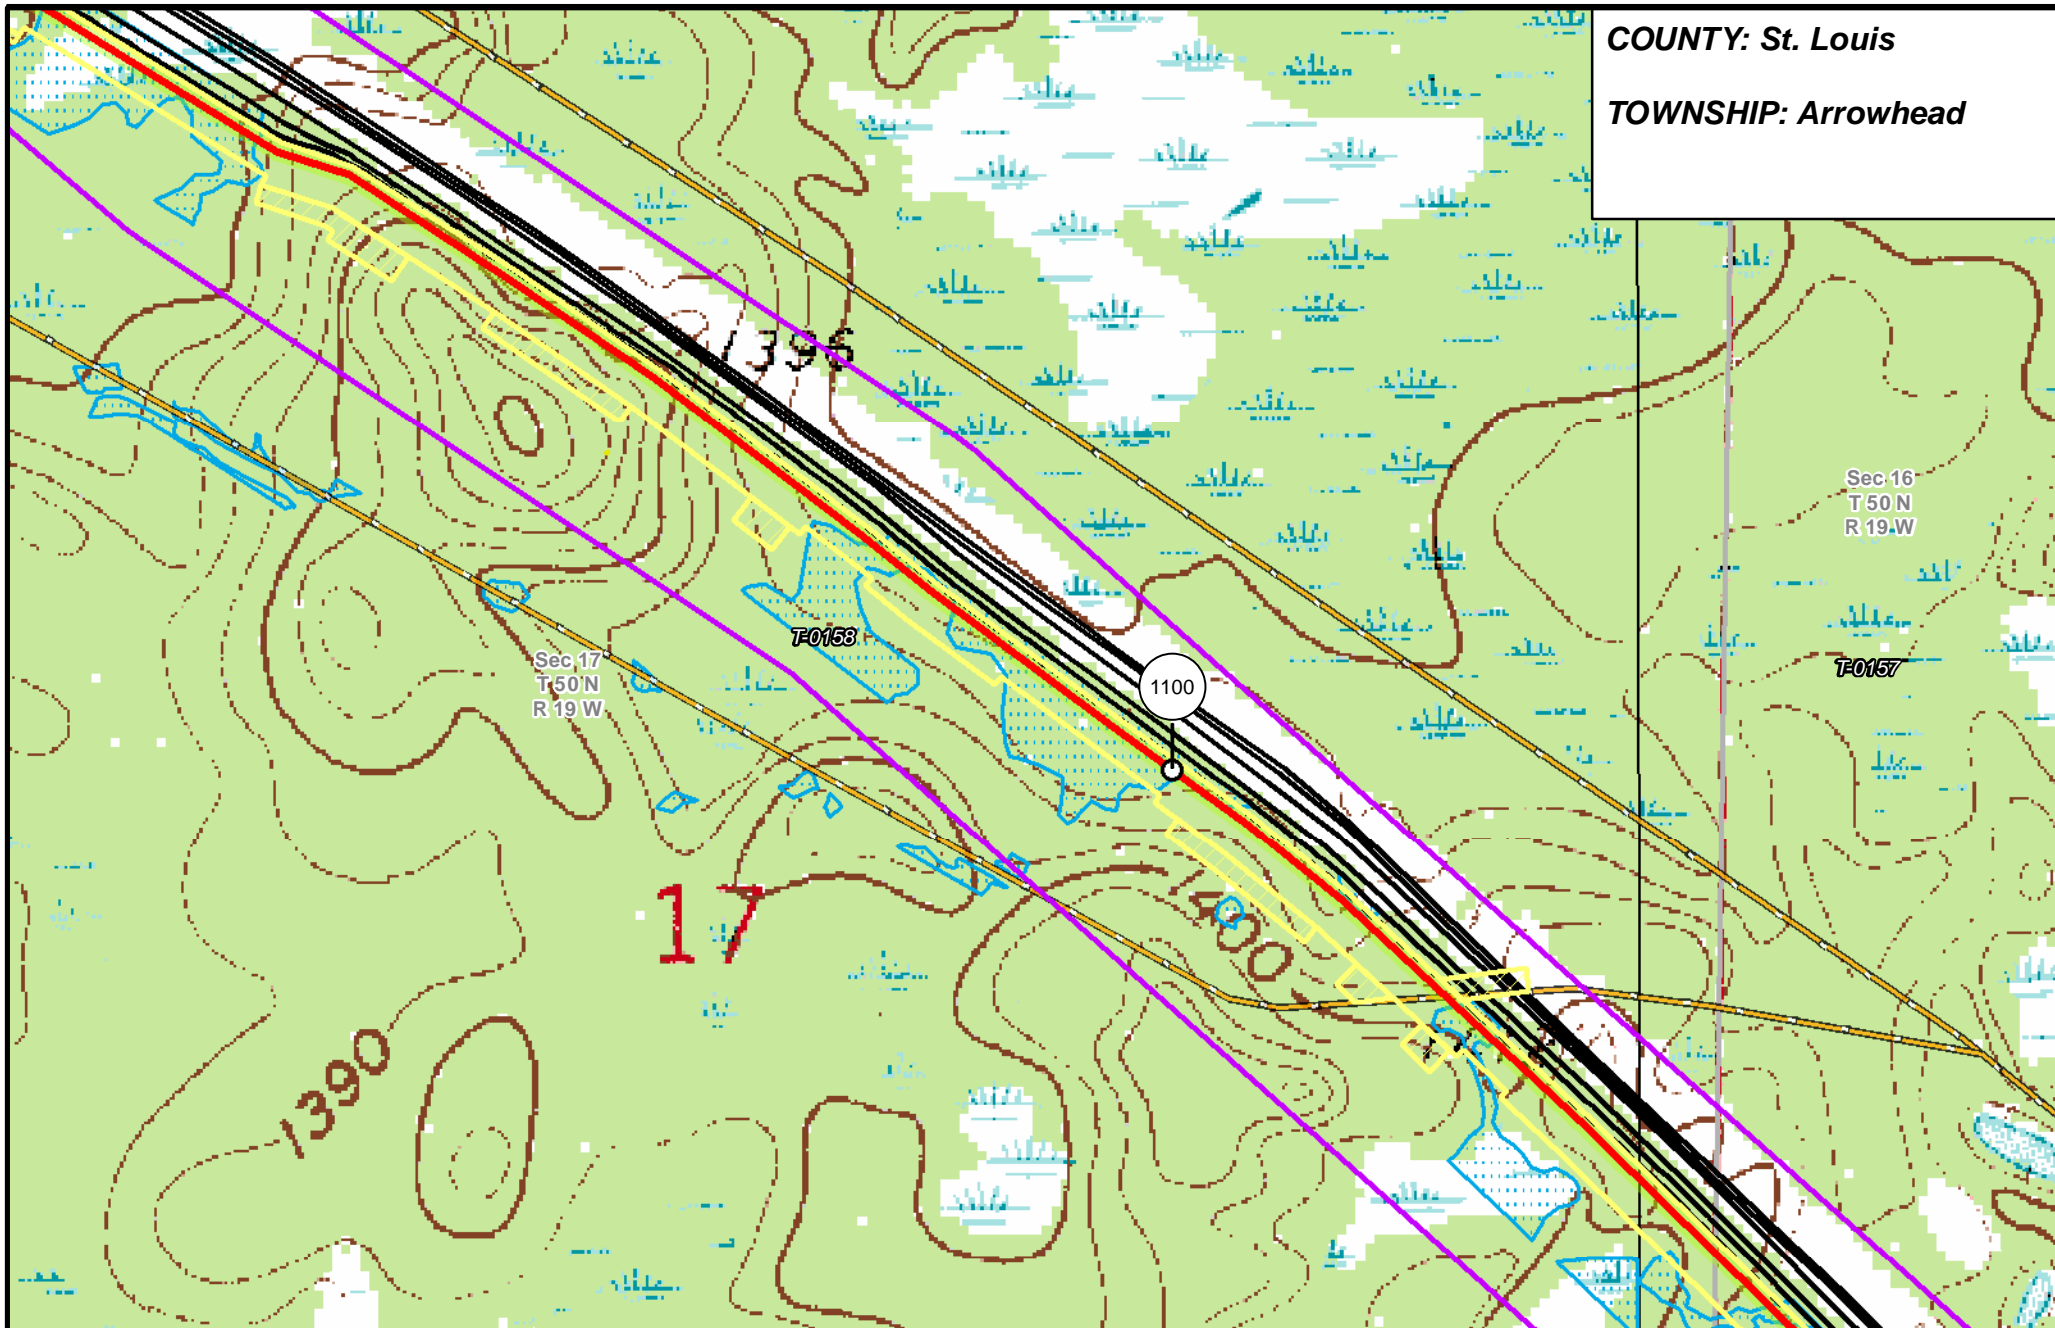 COUNTY: St. Louis
TOWNSHIP: Arrowhead
1396
Sec 16
T 50 N
R 19 W
T-0158
Sec 17
T 50 N
R 19 W
T-0157
1100
17
1400
1390